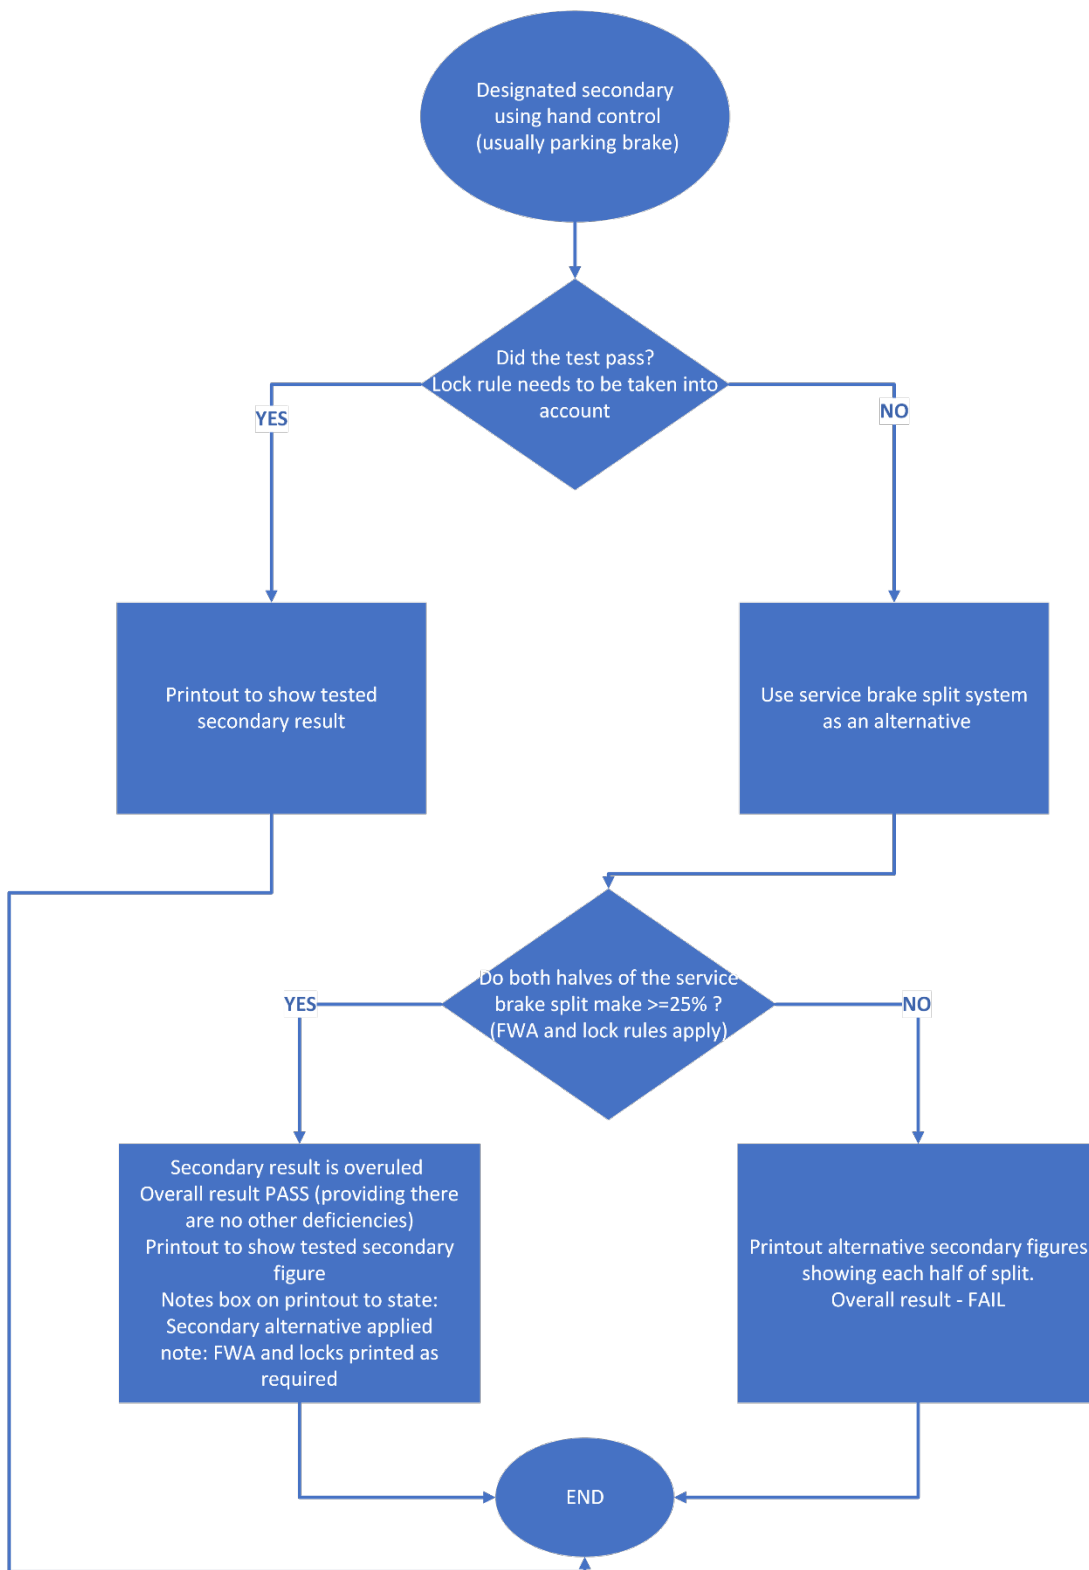 Designated secondary
using hand control
(usually parking brake)
Did the test pass?
Lock rule needs to be taken into
account
YES
NO
Printout to show tested
secondary result
Use service brake split system
as an alternative
Do both halves of the service
brake split make >=25% ?
(FWA and lock rules apply)
YES
NO
Secondary result is overuled
Overall result PASS (providing there
are no other deficiencies)
Printout to show tested secondary
figure
Notes box on printout to state:
Secondary alternative applied
note: FWA and locks printed as
required
Printout alternative secondary figures
showing each half of split.
Overall result - FAIL
END